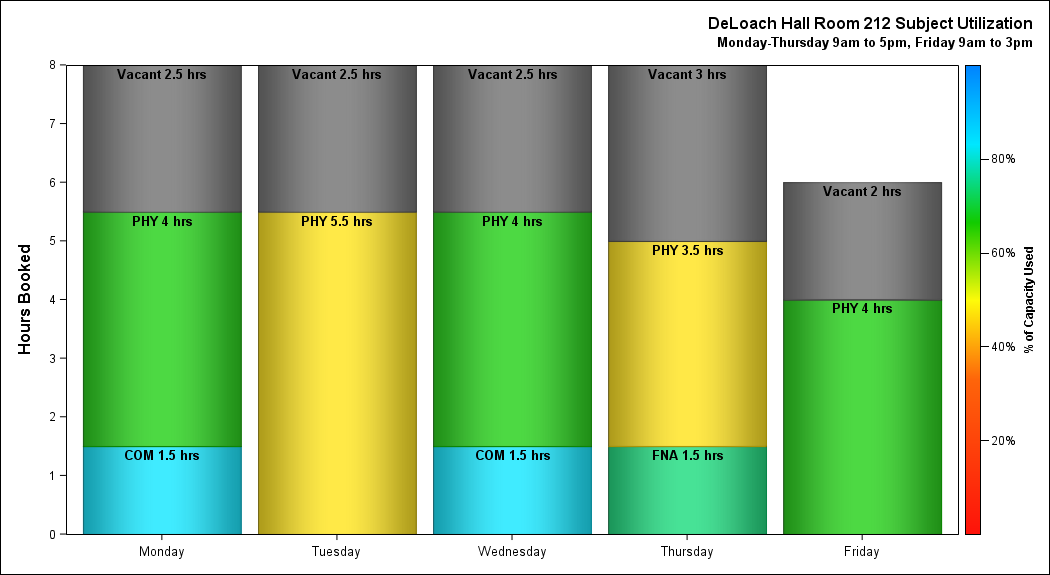 DeLoach Hall Room 212 Subject Utilization
Monday-Thursday 9am to 5pm, Friday 9am to 3pm
Hours Booked
8
7
6
5
4
3
2
1
0
Vacant 2.5 hrs
PHY 4 hrs
COM 1.5 hrs
Vacant 2.5 hrs
PHY 5.5 hrs
Vacant 2.5 hrs
PHY 4 hrs
COM 1.5 hrs
Vacant 3 hrs
PHY 3.5 hrs
FNA 1.5 hrs
Vacant 2 hrs
PHY 4 hrs
Monday
Tuesday
Wednesday
Thursday
Friday
80%
60%
40%
20%
% of Capacity Used